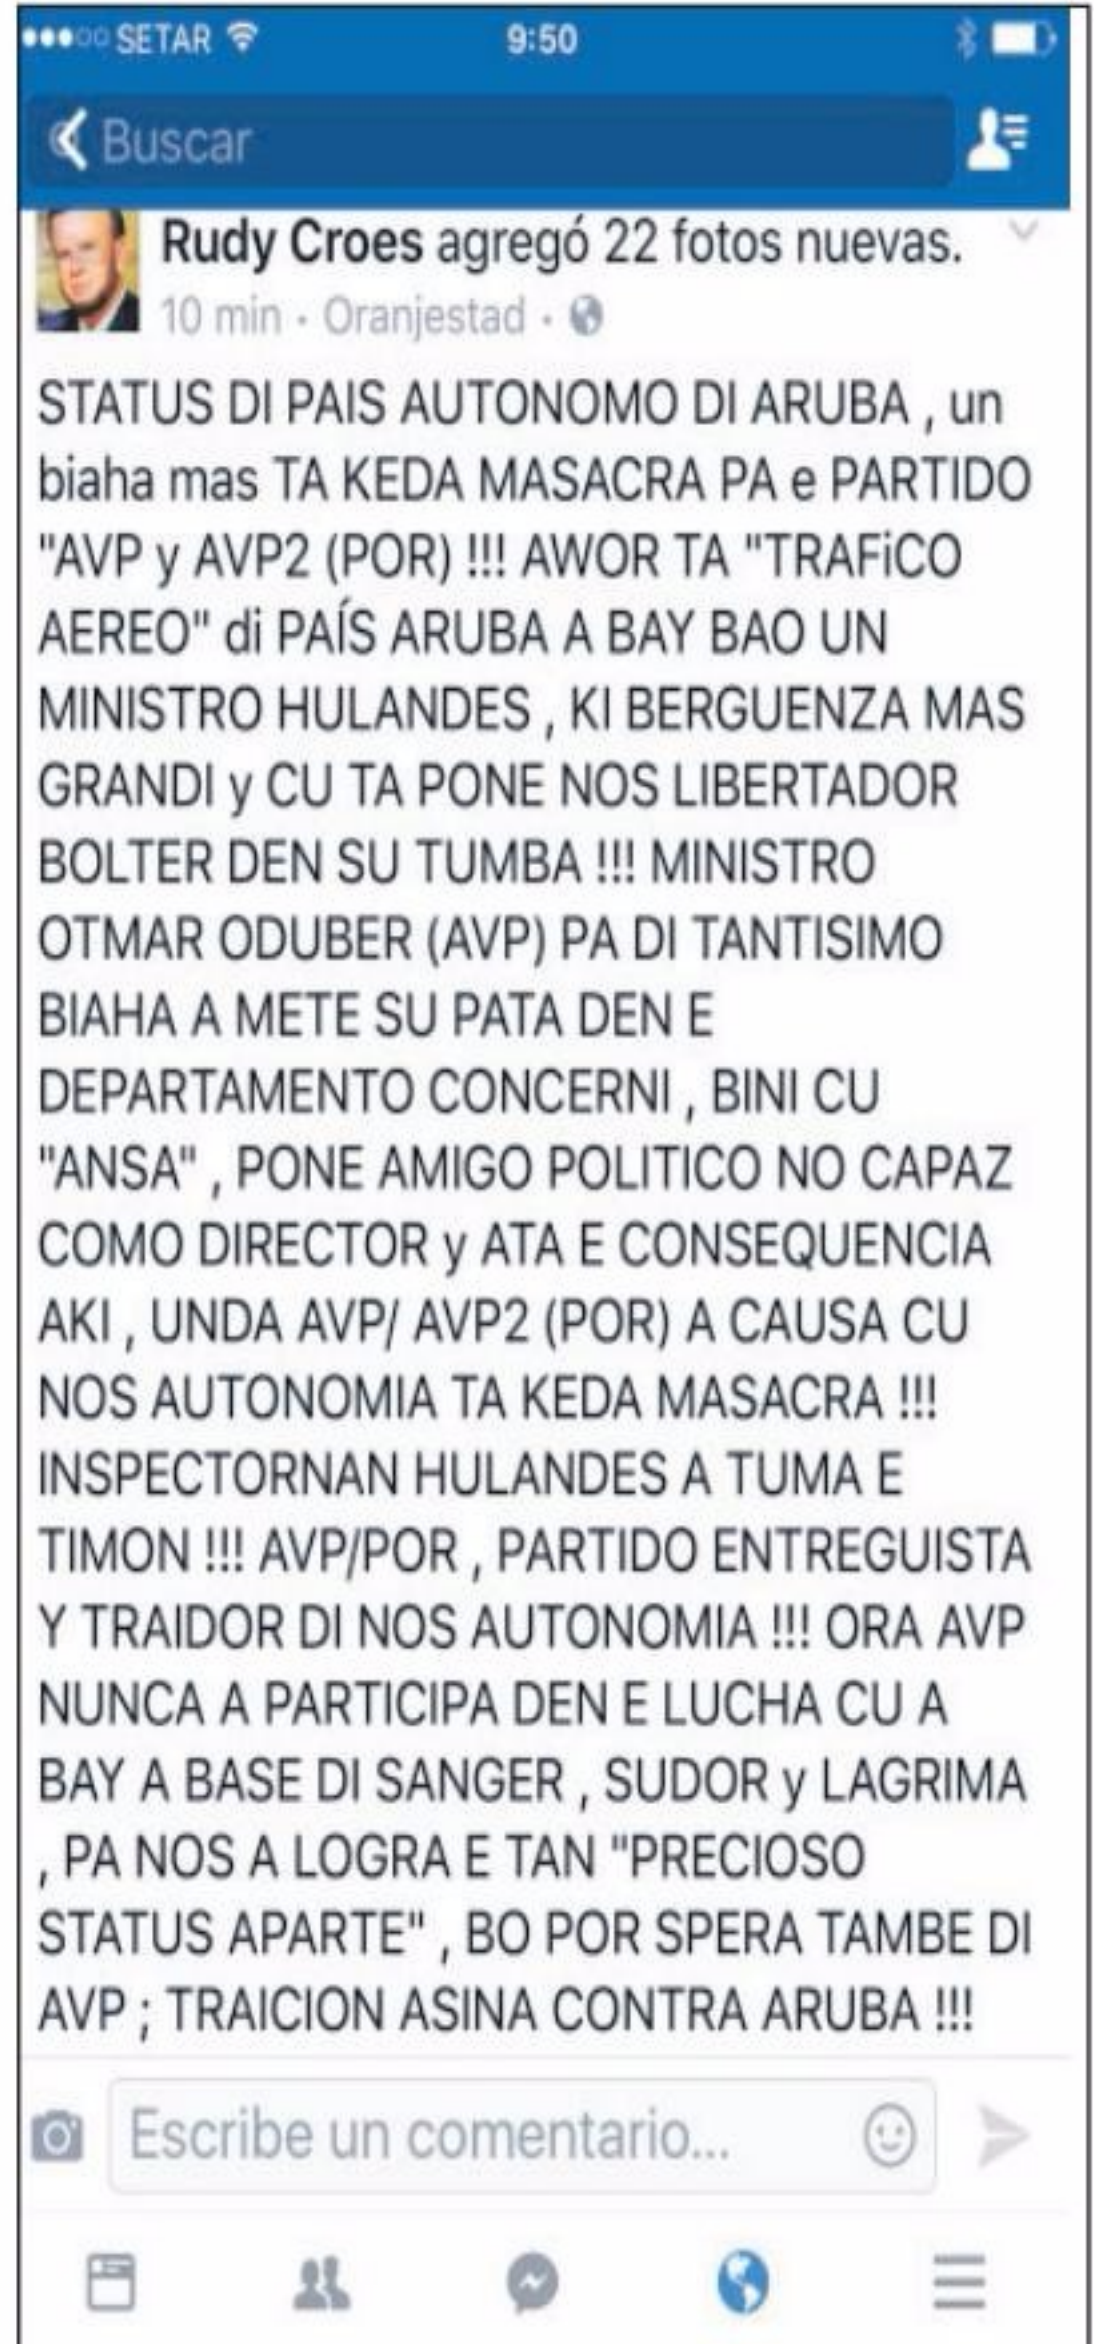 SETAR 9:50
Buscar
Rudy Croes agregó 22 fotos nuevas.
10 min · Oranjestad ·
STATUS DI PAIS AUTONOMO DI ARUBA , un
biaha mas TA KEDA MASACRA PA e PARTIDO
"AVP y AVP2 (POR) !!! AWOR TA "TRAFiCO
AEREO" di PAÍS ARUBA A BAY BAO UN
MINISTRO HULANDES , KI BERGUENZA MAS
GRANDI y CU TA PONE NOS LIBERTADOR
BOLTER DEN SU TUMBA !!! MINISTRO
OTMAR ODUBER (AVP) PA DI TANTISIMO
BIAHA A METE SU PATA DEN E
DEPARTAMENTO CONCERNI , BINI CU
"ANSA" , PONE AMIGO POLITICO NO CAPAZ
COMO DIRECTOR y ATA E CONSEQUENCIA
AKI , UNDA AVP/ AVP2 (POR) A CAUSA CU
NOS AUTONOMIA TA KEDA MASACRA !!!
INSPECTORNAN HULANDES A TUMA E
TIMON !!! AVP/POR , PARTIDO ENTREGUISTA
Y TRAIDOR DI NOS AUTONOMIA !!! ORA AVP
NUNCA A PARTICIPA DEN E LUCHA CU A
BAY A BASE DI SANGER , SUDOR y LAGRIMA
, PA NOS A LOGRA E TAN "PRECIOSO
STATUS APARTE" , BO POR SPERA TAMBE DI
AVP ; TRAICION ASINA CONTRA ARUBA !!!
Escribe un comentario...